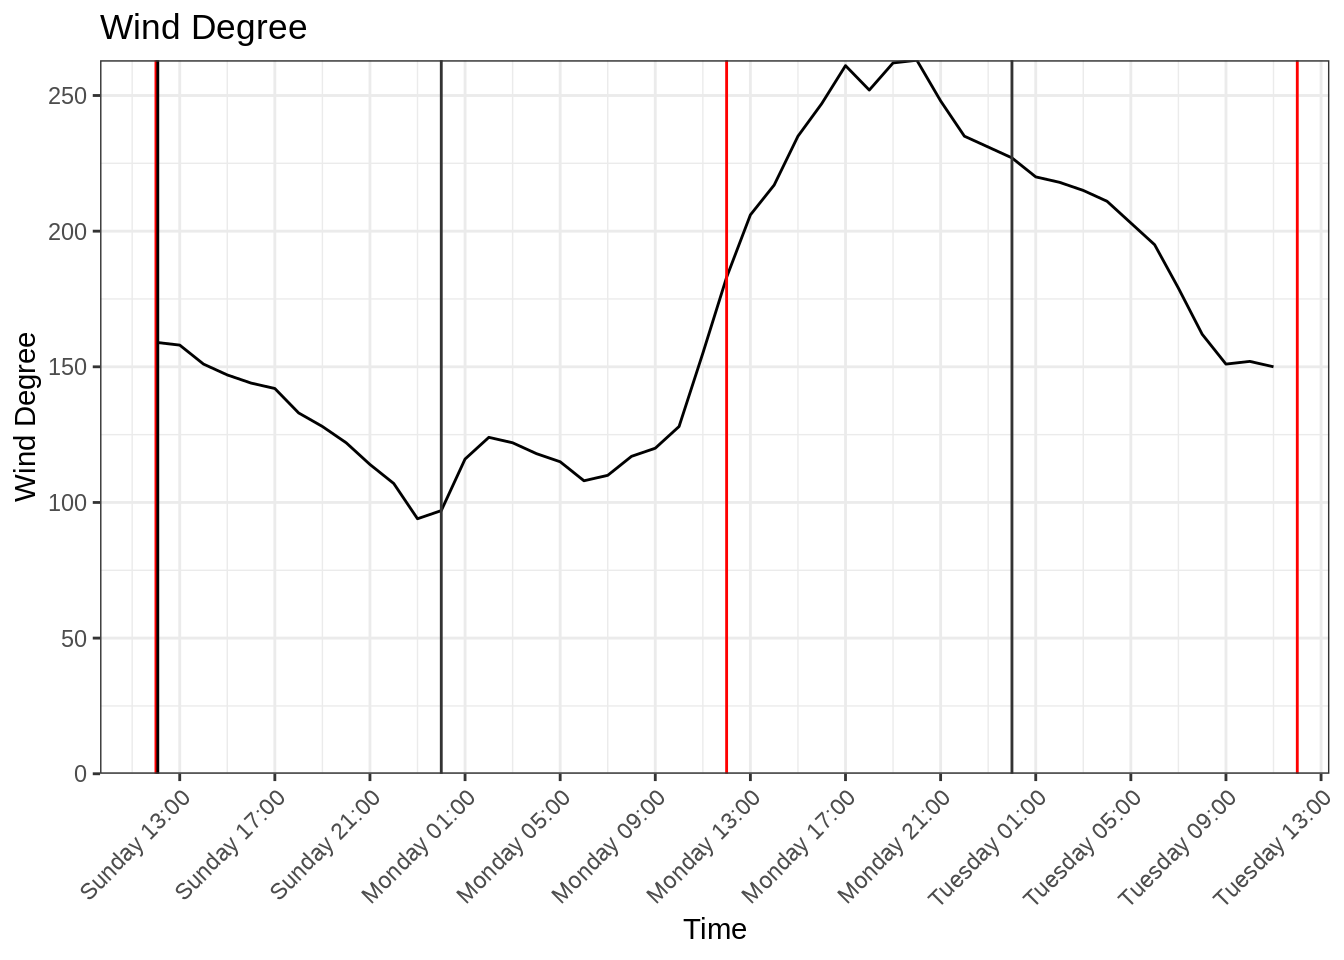 Wind Degree
Wind Degree
250
200
150
100
50
0
Sunday 13:00
Sunday 17:00
Sunday 21:00
Monday 01:00
Monday 05:00
Monday 09:00
Monday 13:00
Monday 17:00
Monday 21:00
Tuesday 01:00
Tuesday 05:00
Tuesday 09:00
Tuesday 13:00
Time